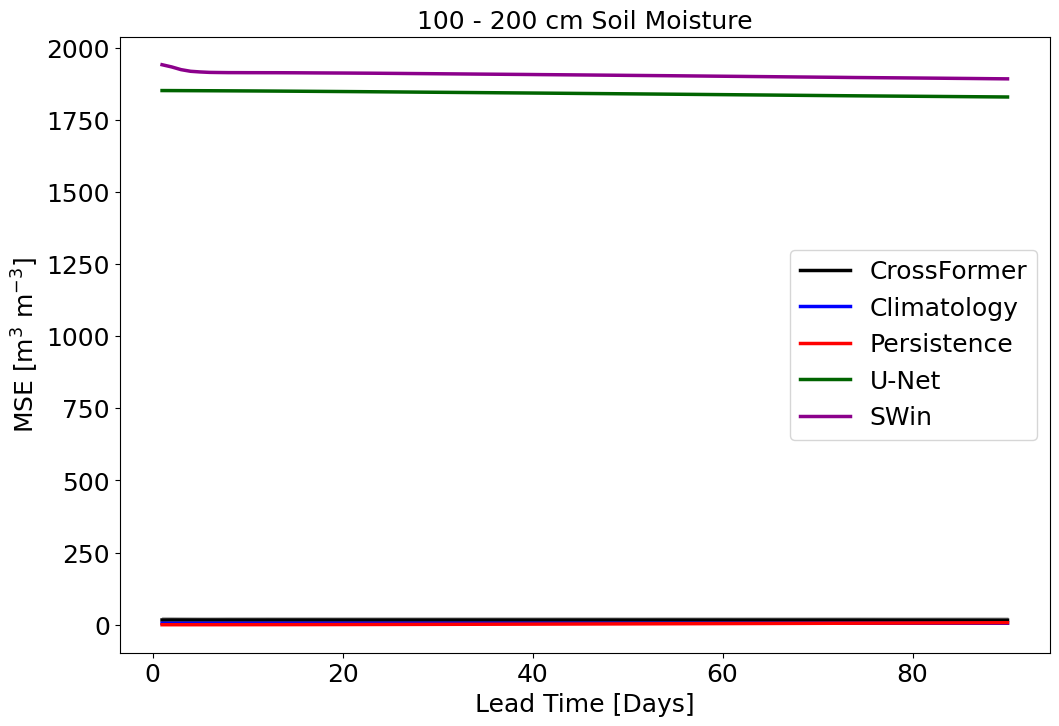 100 - 200 cm Soil Moisture
MSE [m³ m⁻³]
2000
1750
1500
1250
1000
750
500
250
0
CrossFormer
Climatology
Persistence
U-Net
SWin
0 20 40 60 80
Lead Time [Days]